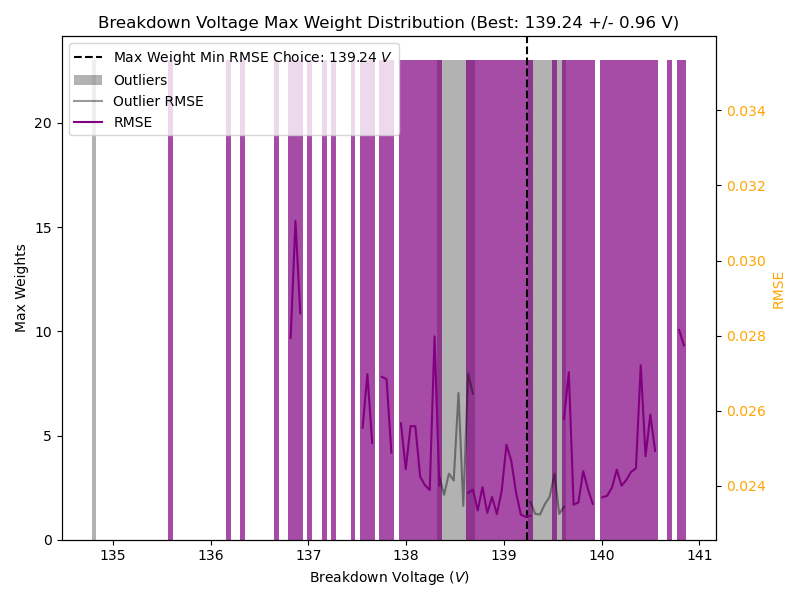 Breakdown Voltage Max Weight Distribution (Best: 139.24 +/- 0.96 V)
Max Weight Min RMSE Choice: 139.24 V
Outliers
Outlier RMSE
RMSE
Max Weights
20
15
10
5
0
0.034
0.032
0.030
0.028
0.026
0.024
RMSE
135 136 137 138 139 140 141
Breakdown Voltage (V)